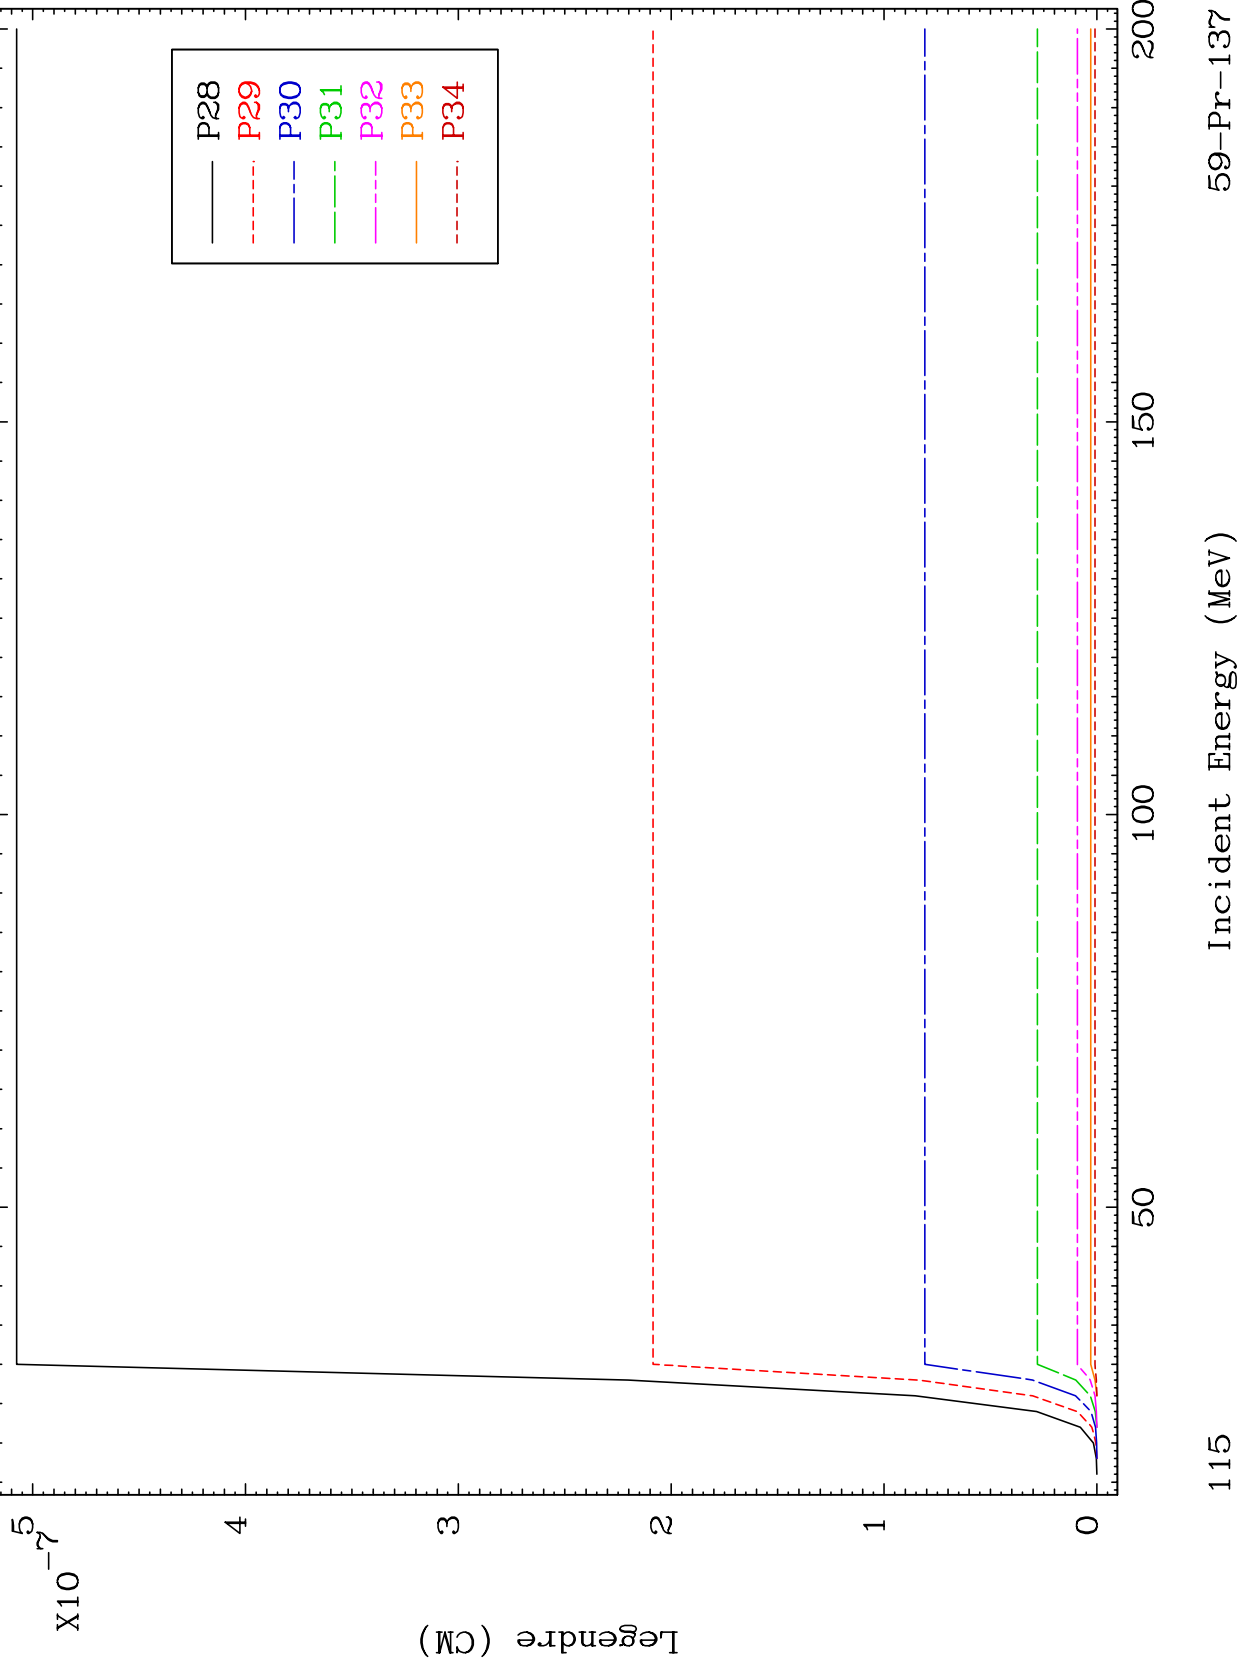 X10-7
5
4
3
2
1
0
Legendre (CM)
P28
P29
P30
P31
P32
P33
P34
50
100
150
200
Incident Energy (MeV)
115
59-Pr-137